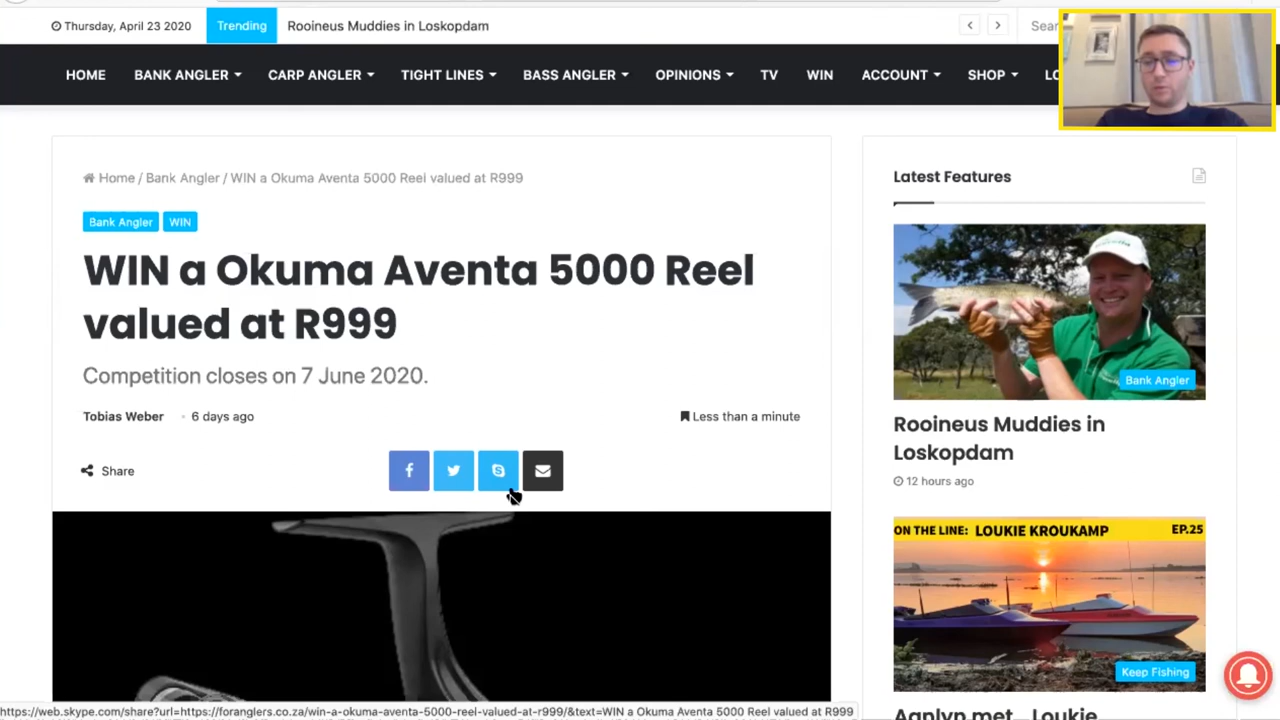 Thursday, April 23 2020
Trending
Rooineus Muddies in Loskopdam
Sear
HOME
BANK ANGLER
CARP ANGLER
TIGHT LINES
BASS ANGLER
OPINIONS
TV
WIN
ACCOUNT
SHOP
LO
Home / Bank Angler / WIN a Okuma Aventa 5000 Reel valued at R999
Bank Angler
WIN
WIN a Okuma Aventa 5000 Reel
valued at R999
Competition closes on 7 June 2020.
Tobias Weber
6 days ago
Less than a minute
Share
Latest Features
Bank Angler
Rooineus Muddies in
Loskopdam
12 hours ago
ON THE LINE: LOUKIE KROUKAMP
EP.25
Keep Fishing
Aanlyn met... Loukie
https://web.skype.com/share?url=https://foranglers.co.za/win-a-okuma-aventa-5000-reel-valued-at-r999/&text=WIN a Okuma Aventa 5000 Reel valued at R999